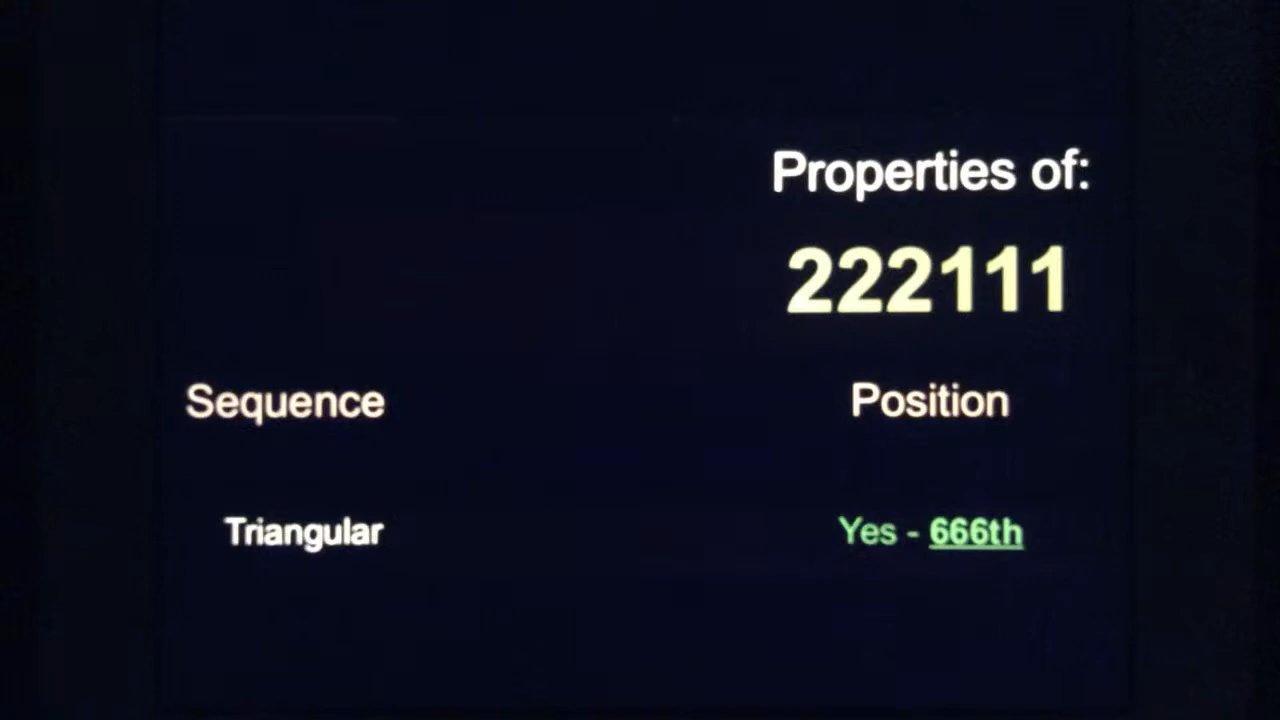 Properties of:
222111
Sequence Position
Triangular Yes - 666th